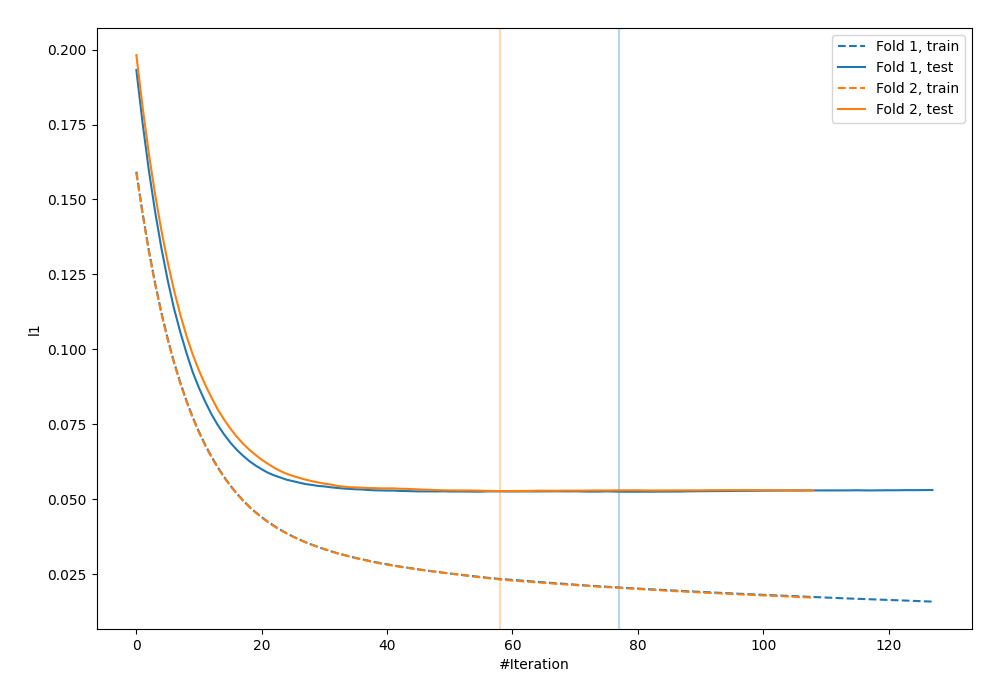 0.200
0.175
0.150
0.125
0.100
0.075
0.050
0.025
l1
0 20 40 60 80 100 120
#Iteration
Fold 1, train
Fold 1, test
Fold 2, train
Fold 2, test